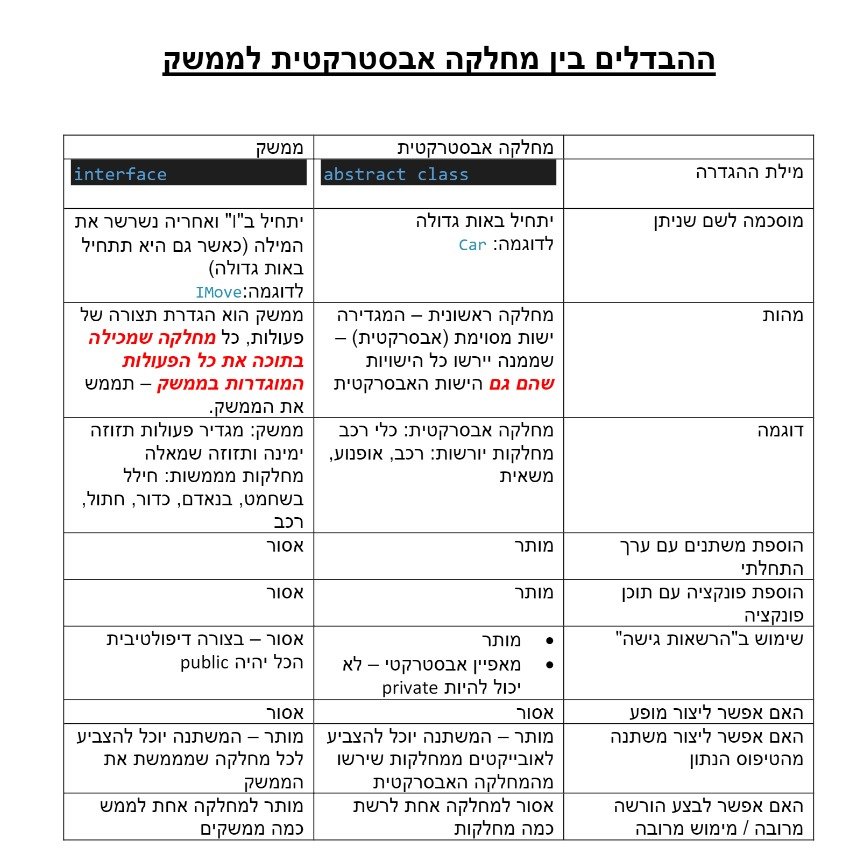 ההבדלים בין מחלקה אבסטרקטית לממשק
מחלקה אבסטרקטית
ממשק
מילת ההגדרה
abstract class
interface
מוסכמה לשם שניתן
יתחיל באות גדולה
לדוגמה: Car
יתחיל ב"I" ואחריה נשרשר את
המילה (כאשר גם היא תתחיל
באות גדולה)
לדוגמה:IMove
מהות
מחלקה ראשונית – המגדירה
ישות מסוימת (אבסרקטית) –
שממנה יירשו כל הישויות
שהם גם הישות האבסרקטית
ממשק הוא הגדרת תצורה של
פעולות, כל מחלקה שמכילה
בתוכה את כל הפעולות
המוגדרות בממשק – תממש
את הממשק.
דוגמה
מחלקה אבסרקטית: כלי רכב
מחלקות יורשות: רכב, אופנוע,
משאית
ממשק: מגדיר פעולות תזוזה
ימינה ותזוזה שמאלה
מחלקות מממשות: חילל
בשחמט, בנאדם, כדור, חתול,
רכב
הוספת משתנים עם ערך
התחלתי
מותר
אסור
הוספת פונקציה עם תוכן
פונקציה
מותר
אסור
שימוש ב"הרשאות גישה"
• מותר
• מאפיין אבסטרקטי – לא
יכול להיות private
אסור – בצורה דיפולטיבית
הכל יהיה public
האם אפשר ליצור מופע
אסור
אסור
האם אפשר ליצור משתנה
מהטיפוס הנתון
מותר – המשתנה יוכל להצביע
לאובייקטים ממחלקות שירשו
מהמחלקה האבסרקטית
מותר – המשתנה יוכל להצביע
לכל מחלקה שמממשת את
הממשק
האם אפשר לבצע הורשה
מרובה / מימוש מרובה
אסור למחלקה אחת לרשת
כמה מחלקות
מותר למחלקה אחת לממש
כמה ממשקים